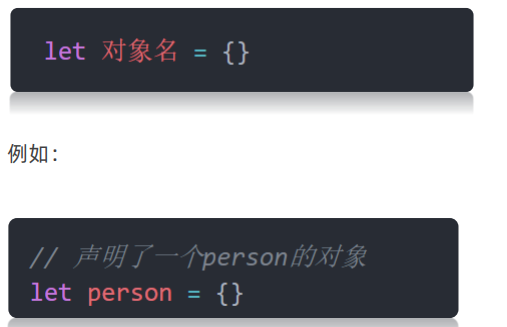 let 对象名 = {}
例如：
// 声明了一个person的对象
let person = {}